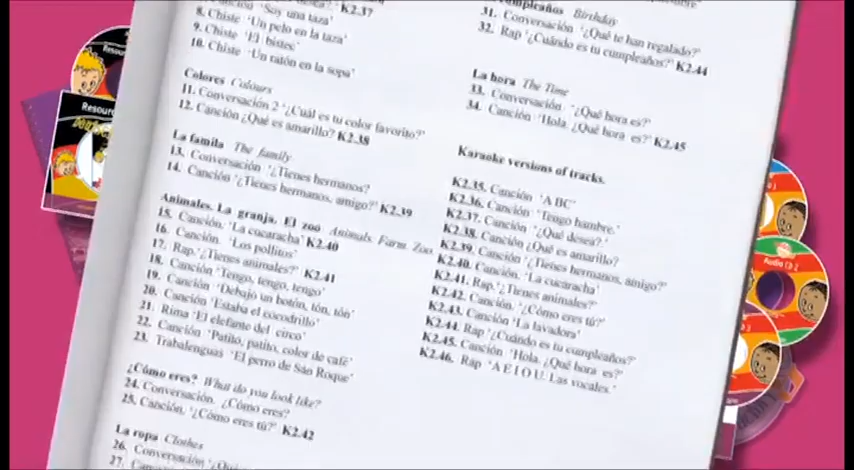 'Soy una taza' K2.37
8. Chiste 'Un pelo en la taza'
9. Chiste 'El bistec'
10. Chiste 'Un ratón en la sopa'
Colores Colours
11. Conversación 2 '¿Cuál es tu color favorito?'
12. Canción ¿Qué es amarillo? K2.38
La famila The family
13. Conversación '¿Tienes hermanos?
14. Canción '¿Tienes hermanos, amigo?' K2.39
Animales. La granja. El zoo Animals. Farm. Zoo
15. Canción. 'La cucaracha' K2.40
16. Canción. 'Los pollitos'
17. Rap.'¿Tienes animales?' K2.41
18. Canción 'Tengo, tengo, tengo'
19. Canción 'Debajo un botón, tón, tón'
20. Canción 'Estaba el cocodrillo'
21. Rima 'El elefante del circo'
22. Canción 'Patito, patito, color de café'
23. Trabalenguas 'El perro de San Roque'
¿Cómo eres? What do you look like?
24. Conversación. ¿Cómo eres?
25. Canción. '¿Cómo eres tú?' K2.42
La ropa Clothes
26. Conversación
27.
Birthday
31. Conversación '¿Qué te han regalado?'
32. Rap '¿Cuándo es tu cumpleaños?' K2.44
La hora The Time
33. Conversación '¿Qué hora es?'
34. Canción 'Hola. ¿Qué hora es?' K2.45
Karaoke versions of tracks.
K2.35. Canción 'A BC'
K2.36. Canción 'Tengo hambre.'
K2.37. Canción '¿Qué desea?.'
K2.38. Canción ¿Qué es amarillo?
K2.39. Canción '¿Tienes hermanos, amigo?'
K2.40. Canción. 'La cucaracha'
K2.41. Rap.'¿Tienes animales?'
K2.42. Canción. '¿Cómo eres tú?'
K2.43. Canción 'La lavadora'
K2.44. Rap '¿Cuándo es tu cumpleaños?'
K2.45. Canción 'Hola. ¿Qué hora es?'
K2.46. Rap 'A E I O U. Las vocales.'
Resour
Audio CD 2